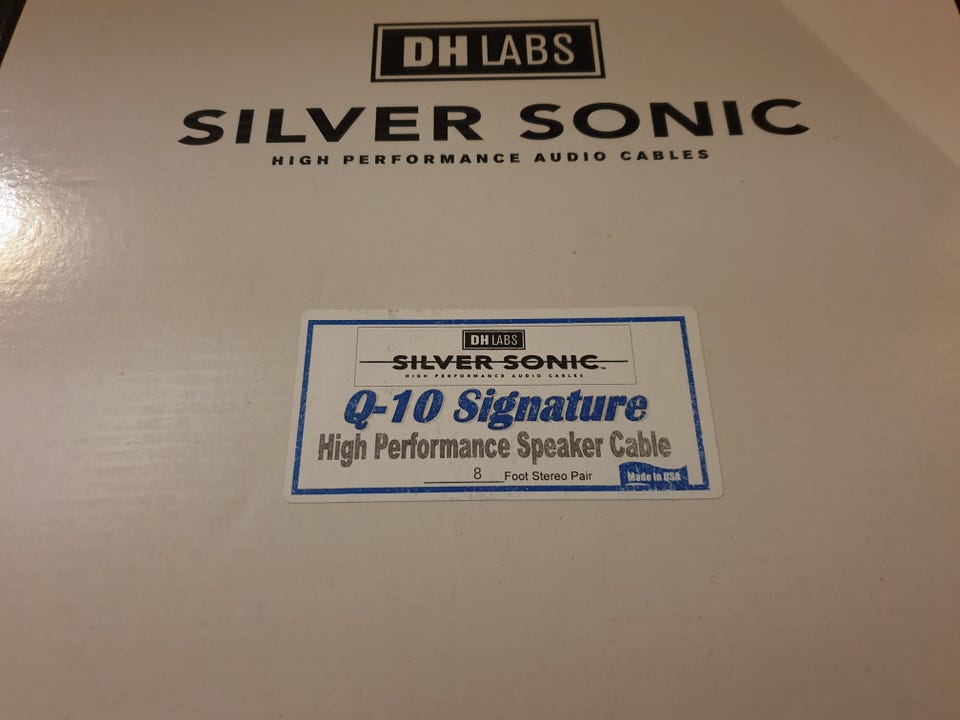 DH LABS
SILVER SONIC
HIGH PERFORMANCE AUDIO CABLES
DH LABS
SILVER SONIC™
HIGH PERFORMANCE AUDIO CABLES
Q-10 Signature
High Performance Speaker Cable
8 Foot Stereo Pair
Made in USA